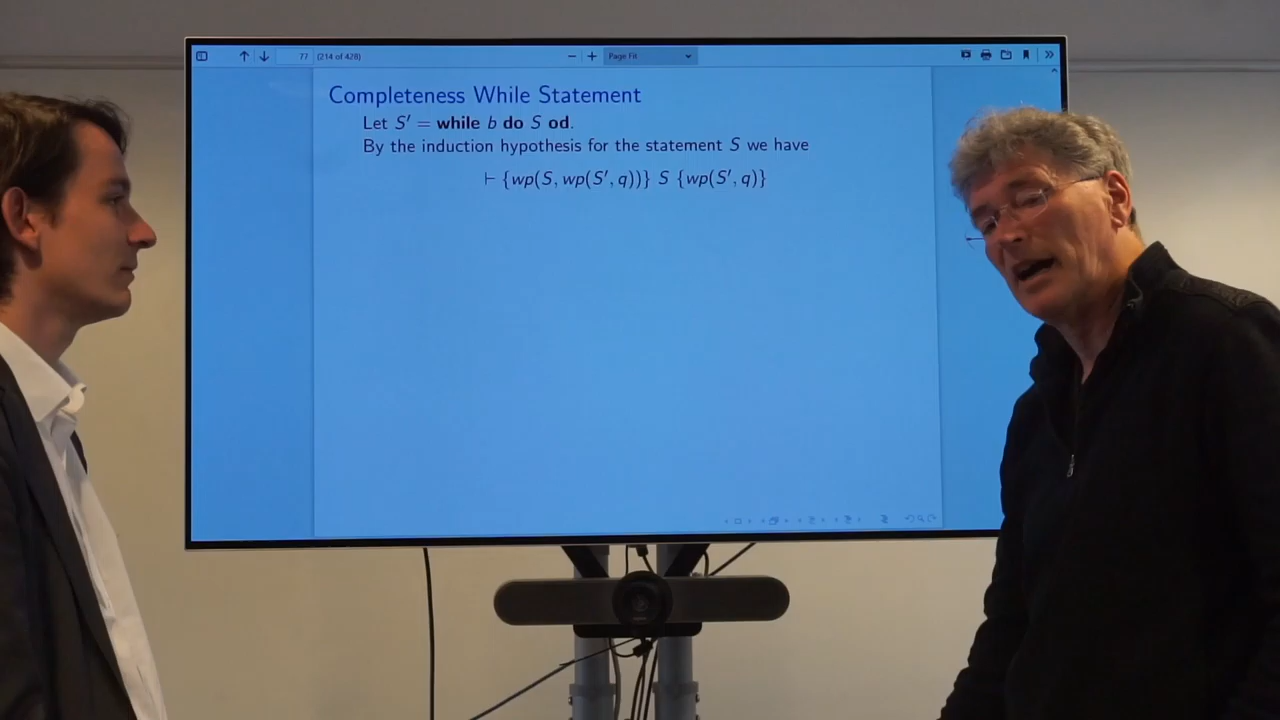 77 (214 of 428) Page Fit
Completeness While Statement
Let S′ = while b do S od.
By the induction hypothesis for the statement S we have
⊢ {wp(S, wp(S′, q))} S {wp(S′, q)}